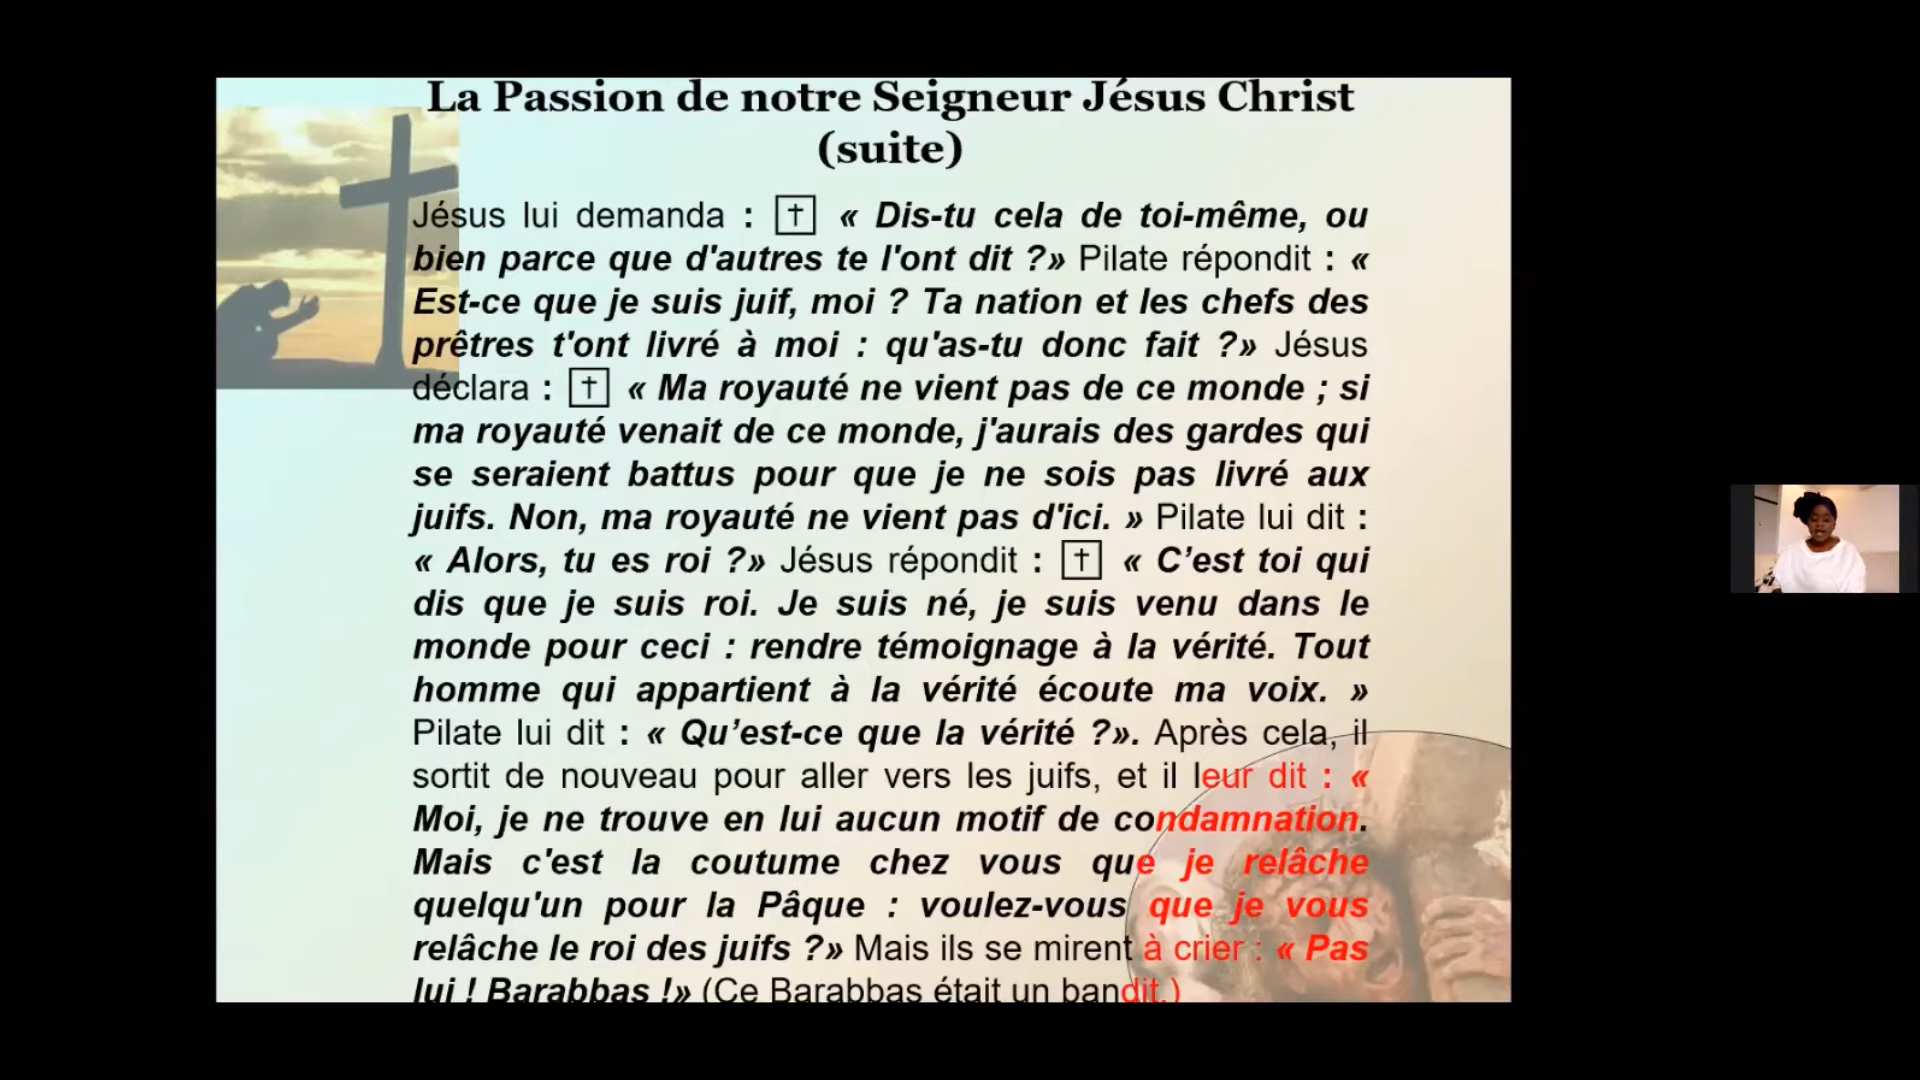 La Passion de notre Seigneur Jésus Christ
(suite)
Jésus lui demanda : ✝ « Dis-tu cela de toi-même, ou
bien parce que d'autres te l'ont dit ?» Pilate répondit : «
Est-ce que je suis juif, moi ? Ta nation et les chefs des
prêtres t'ont livré à moi : qu'as-tu donc fait ?» Jésus
déclara : ✝ « Ma royauté ne vient pas de ce monde ; si
ma royauté venait de ce monde, j'aurais des gardes qui
se seraient battus pour que je ne sois pas livré aux
juifs. Non, ma royauté ne vient pas d'ici. » Pilate lui dit :
« Alors, tu es roi ?» Jésus répondit : ✝ « C’est toi qui
dis que je suis roi. Je suis né, je suis venu dans le
monde pour ceci : rendre témoignage à la vérité. Tout
homme qui appartient à la vérité écoute ma voix. »
Pilate lui dit : « Qu’est-ce que la vérité ?». Après cela, il
sortit de nouveau pour aller vers les juifs, et il leur dit : «
Moi, je ne trouve en lui aucun motif de condamnation.
Mais c'est la coutume chez vous que je relâche
quelqu'un pour la Pâque : voulez-vous que je vous
relâche le roi des juifs ?» Mais ils se mirent à crier : « Pas
lui ! Barabbas !» (Ce Barabbas était un bandit.)